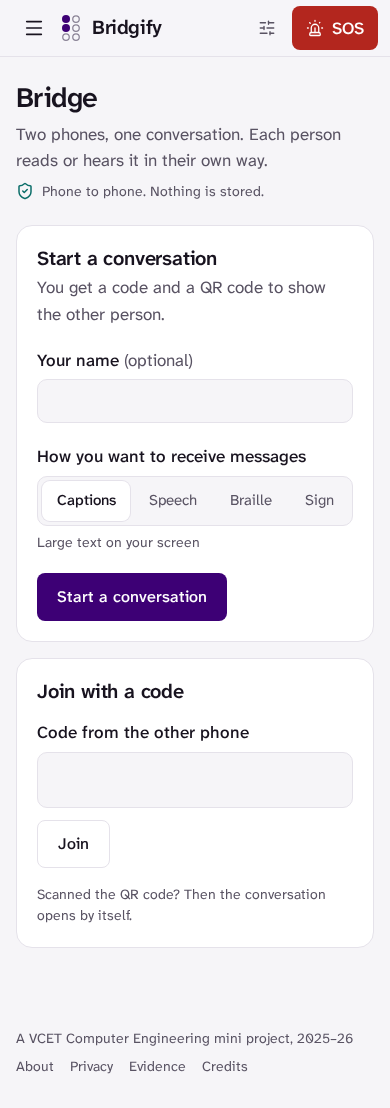 Bridgify
SOS
Bridge
Two phones, one conversation. Each person
reads or hears it in their own way.
Phone to phone. Nothing is stored.
Start a conversation
You get a code and a QR code to show
the other person.
Your name (optional)
How you want to receive messages
Captions Speech Braille Sign
Large text on your screen
Start a conversation
Join with a code
Code from the other phone
Join
Scanned the QR code? Then the conversation
opens by itself.
A VCET Computer Engineering mini project, 2025–26
About Privacy Evidence Credits